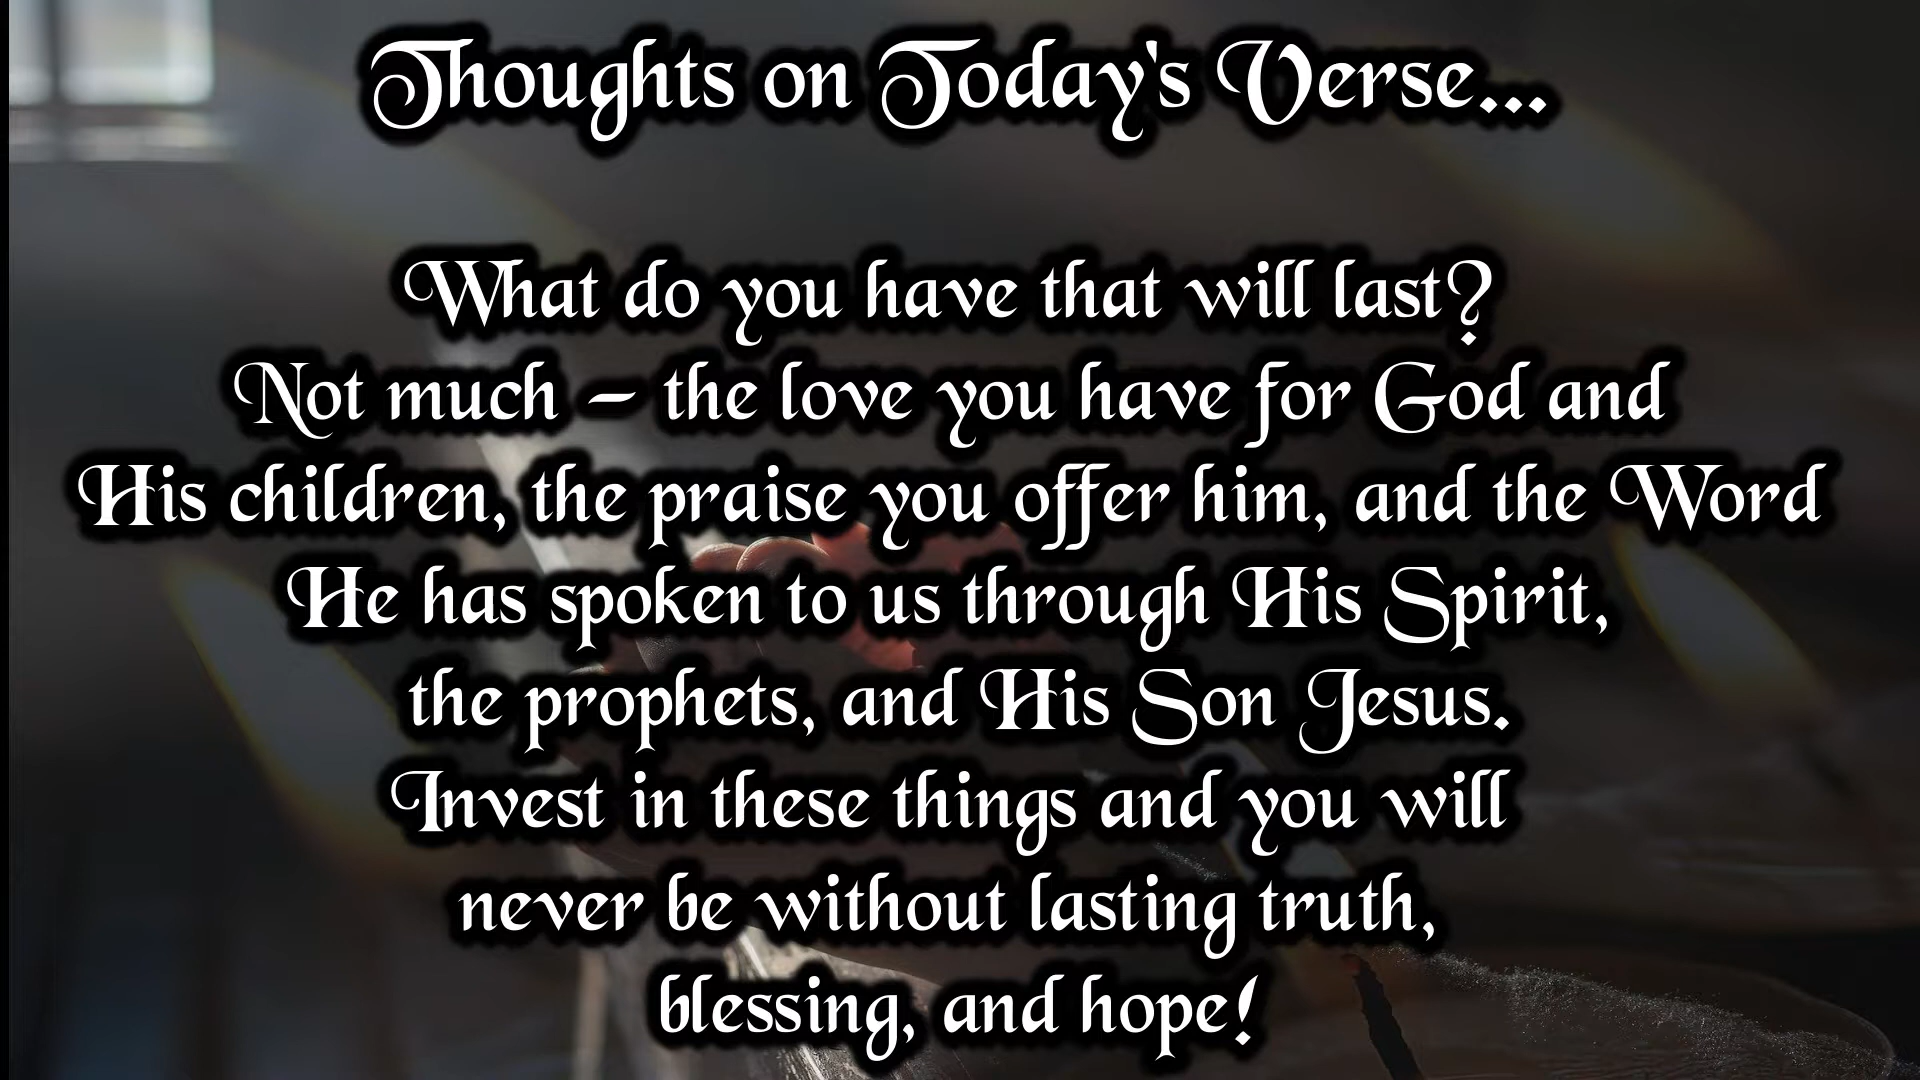 Thoughts on Today's Verse...
What do you have that will last?
Not much – the love you have for God and
His children, the praise you offer him, and the Word
He has spoken to us through His Spirit,
the prophets, and His Son Jesus.
Invest in these things and you will
never be without lasting truth,
blessing, and hope!